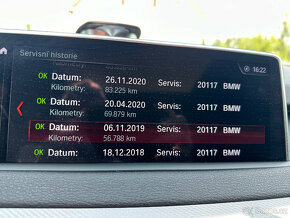 Servisní historie
16:22
OK Datum: 26.11.2020 Servis: 20117 BMW
Kilometry: 83.225 km
OK Datum: 20.04.2020 Servis: 20117 BMW
Kilometry: 69.879 km
OK Datum: 06.11.2019 Servis: 20117 BMW
Kilometry: 56.788 km
OK Datum: 18.12.2018 Servis: 20117 BMW